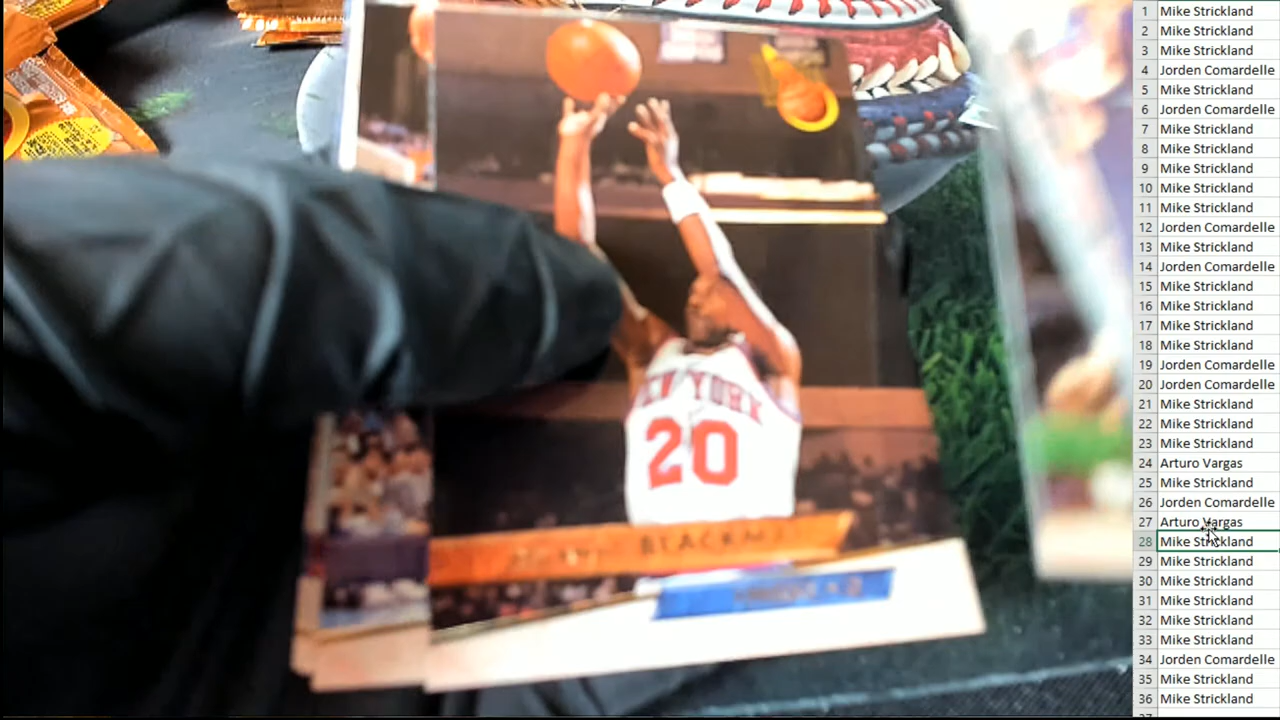 NEW YORK
20
BLACKM
1 Mike Strickland
2 Mike Strickland
3 Mike Strickland
4 Jorden Comardelle
5 Mike Strickland
6 Jorden Comardelle
7 Mike Strickland
8 Mike Strickland
9 Mike Strickland
10 Mike Strickland
11 Mike Strickland
12 Jorden Comardelle
13 Mike Strickland
14 Jorden Comardelle
15 Mike Strickland
16 Mike Strickland
17 Mike Strickland
18 Mike Strickland
19 Jorden Comardelle
20 Jorden Comardelle
21 Mike Strickland
22 Mike Strickland
23 Mike Strickland
24 Arturo Vargas
25 Mike Strickland
26 Jorden Comardelle
27 Arturo Vargas
28 Mike Strickland
29 Mike Strickland
30 Mike Strickland
31 Mike Strickland
32 Mike Strickland
33 Mike Strickland
34 Jorden Comardelle
35 Mike Strickland
36 Mike Strickland